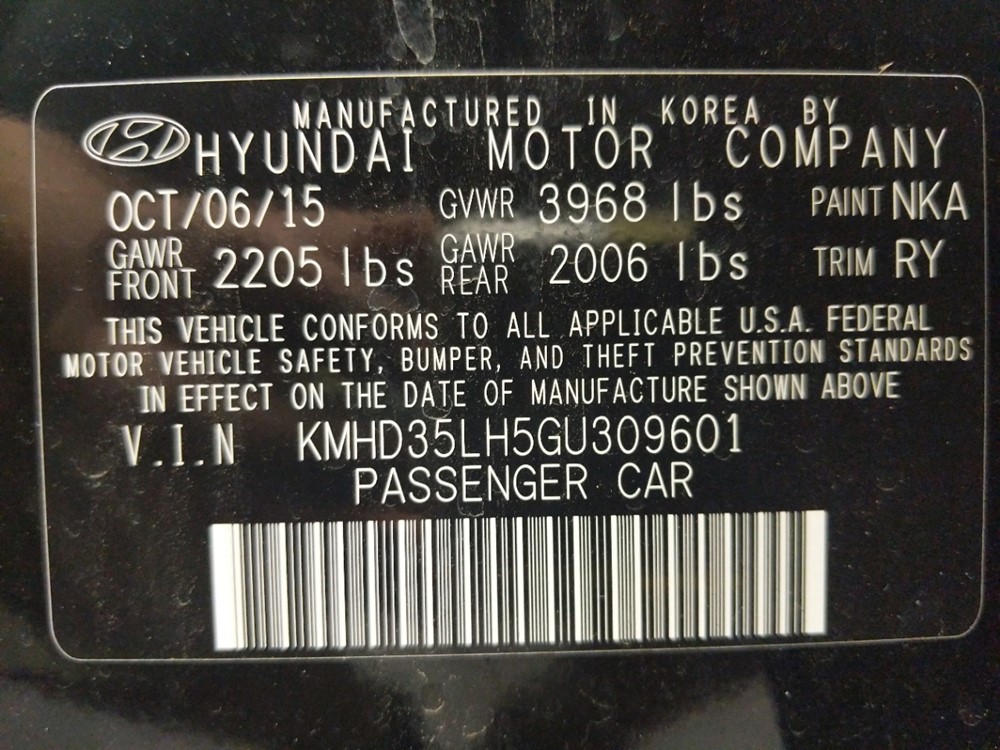 MANUFACTURED IN KOREA BY
HYUNDAI MOTOR COMPANY
OCT/06/15 GVWR 3968 lbs PAINT NKA
GAWR FRONT 2205 lbs GAWR REAR 2006 lbs TRIM RY
THIS VEHICLE CONFORMS TO ALL APPLICABLE U.S.A. FEDERAL
MOTOR VEHICLE SAFETY, BUMPER, AND THEFT PREVENTION STANDARDS
IN EFFECT ON THE DATE OF MANUFACTURE SHOWN ABOVE
V.I.N KMHD35LH5GU309601
PASSENGER CAR